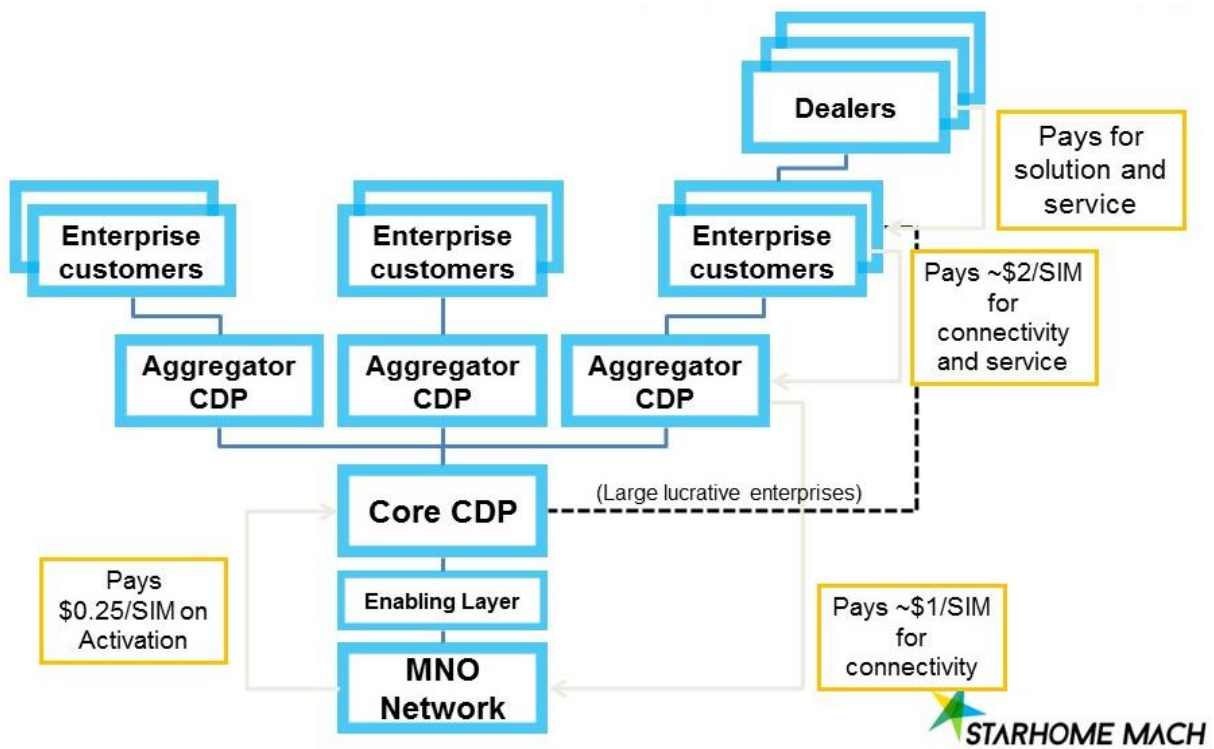 Dealers
Pays for
solution and
service
Enterprise
customers
Enterprise
customers
Enterprise
customers
Pays ~$2/SIM
for
connectivity
and service
Aggregator
CDP
Aggregator
CDP
Aggregator
CDP
Core CDP
(Large lucrative enterprises)
Pays
$0.25/SIM on
Activation
Enabling Layer
Pays ~$1/SIM
for
connectivity
MNO
Network
STARHOME MACH